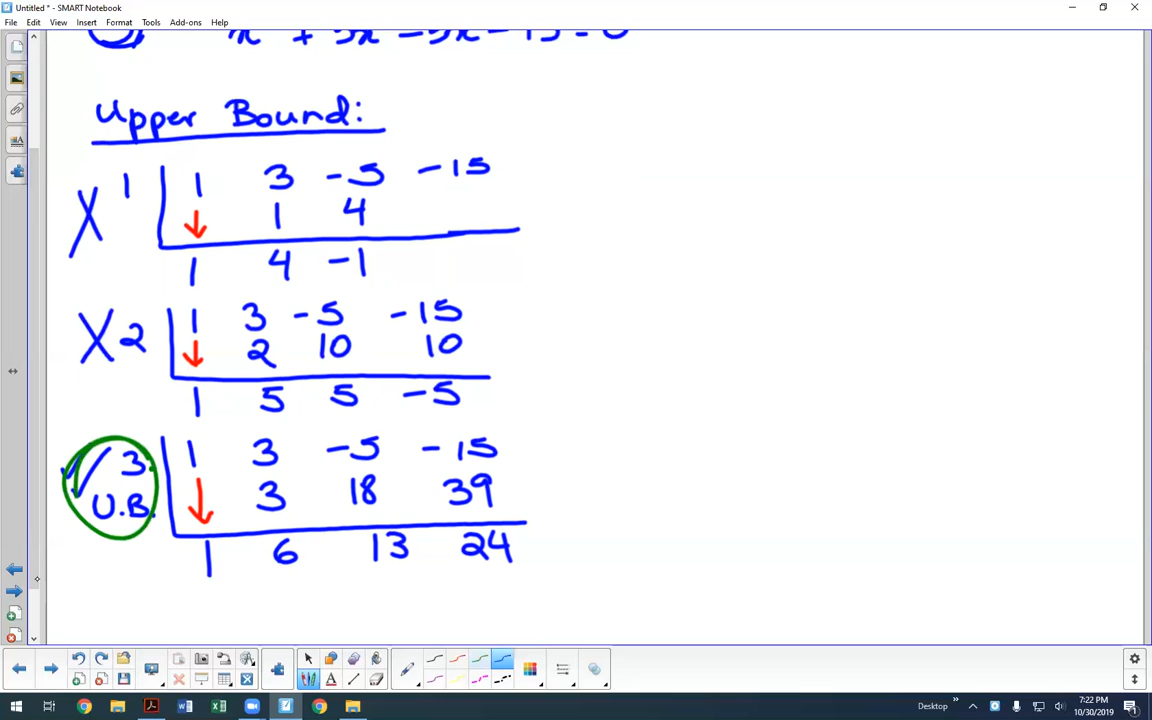 Untitled * - SMART Notebook
File Edit View Insert Format Tools Add-ons Help
Upper Bound:
X 1 1 3 -5 -15
↓ 1 4
1 4 -1
X 2 1 3 -5 -15
↓ 2 10 10
1 5 5 -5
✓ 3 1 3 -5 -15
U.B. ↓ 3 18 39
1 6 13 24
Desktop
7:22 PM
10/30/2019